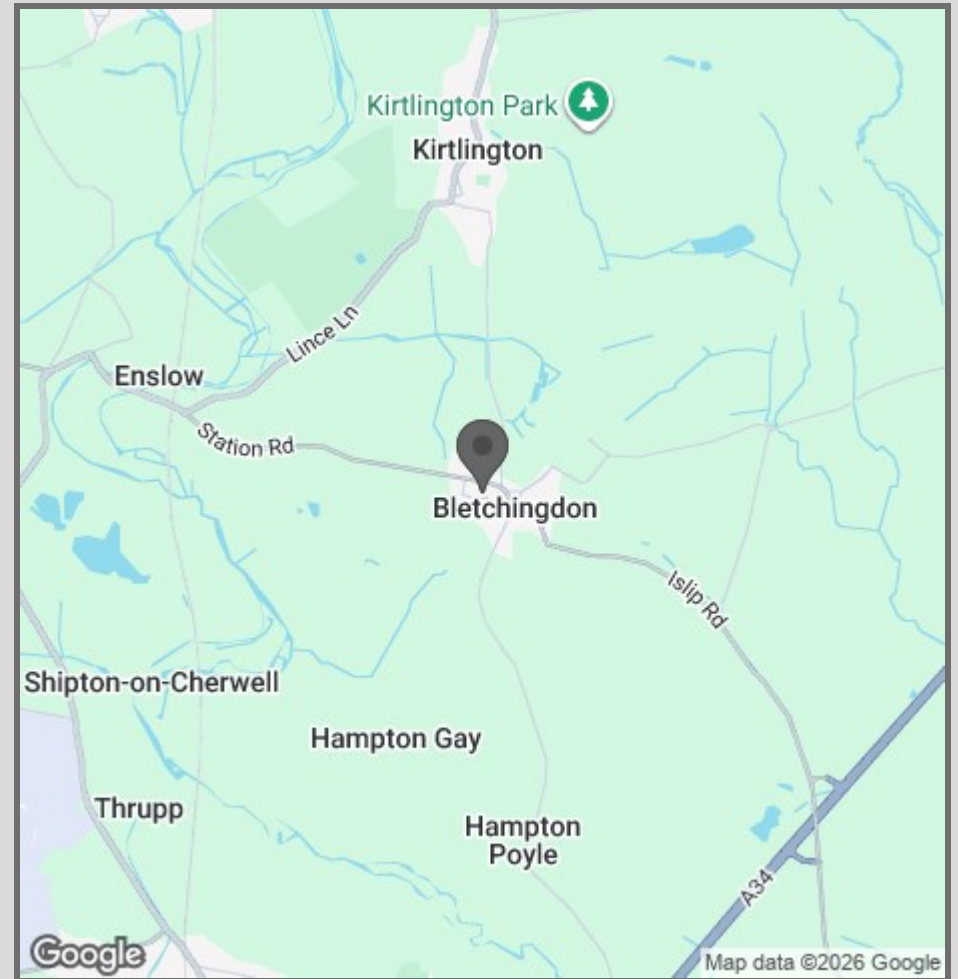 Kirtlington Park
Kirtlington
Lince Ln
Enslow
Station Rd
Bletchingdon
Islip Rd
Shipton-on-Cherwell
Hampton Gay
Thrupp
Hampton
Poyle
A34
Google
Map data ©2026 Google